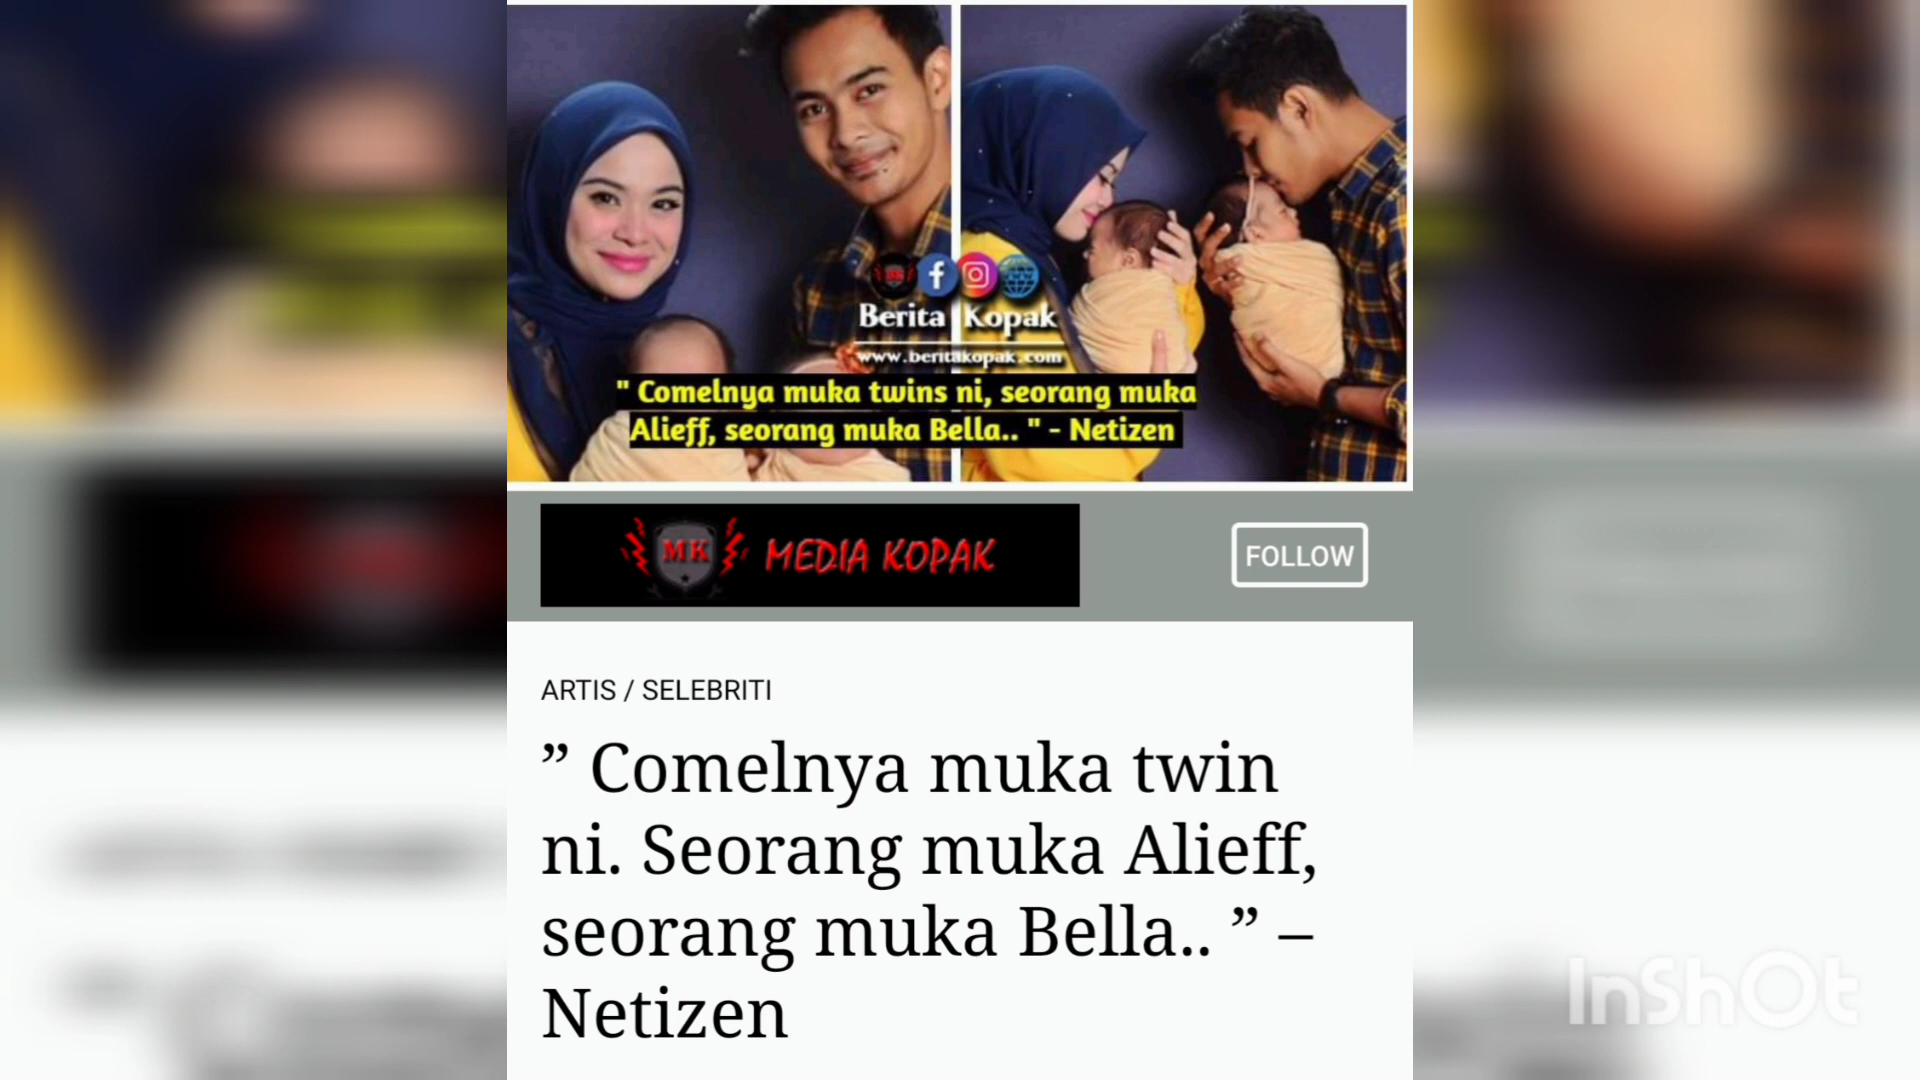 Berita Kopak
www.beritakopak.com
" Comelnya muka twins ni, seorang muka
Alieff, seorang muka Bella.. " - Netizen
MK MEDIA KOPAK
FOLLOW
ARTIS / SELEBRITI
” Comelnya muka twin
ni. Seorang muka Alieff,
seorang muka Bella.. ” –
Netizen
InShOt